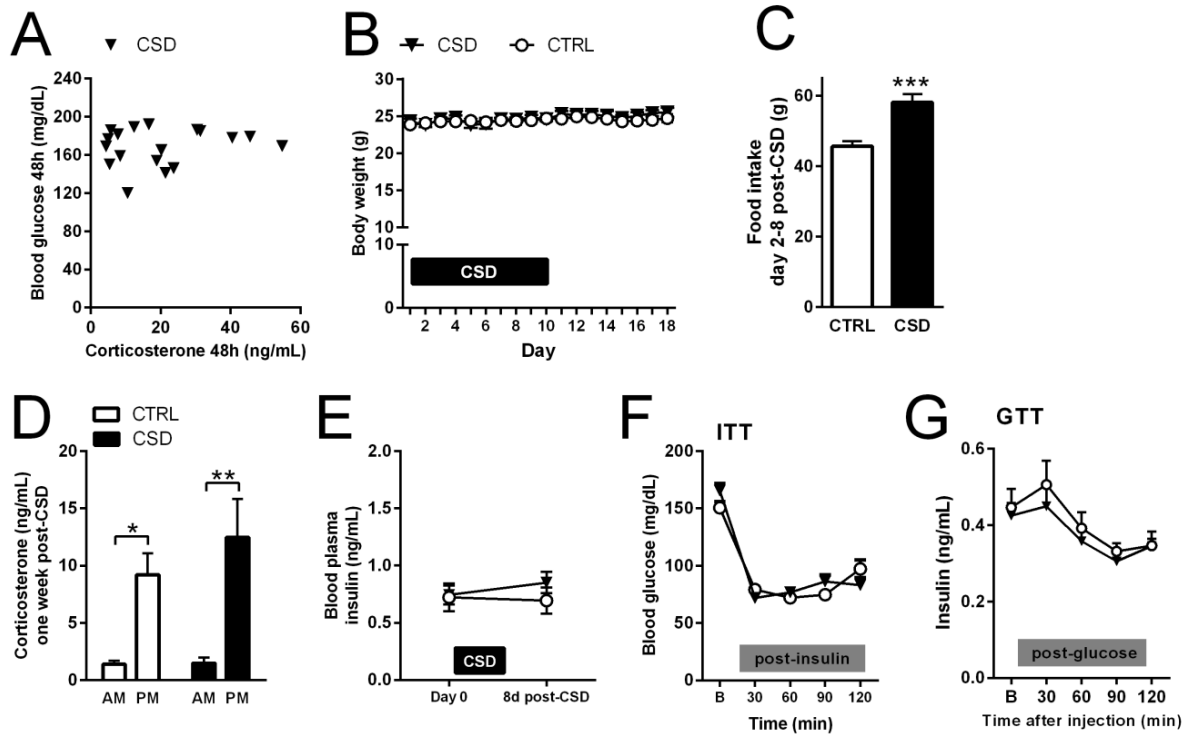 A
CSD
Blood glucose 48h (mg/dL)
240
200
160
120
80
40
0
0
20
40
60
Corticosterone 48h (ng/mL)
B
CSD
CTRL
Body weight (g)
30
25
20
15
10
0
CSD
2
4
6
8
10
12
14
16
18
Day
C
***
Food intake
day 2-8 post-CSD (g)
60
40
20
0
CTRL
CSD
D
CTRL
CSD
Corticosterone (ng/mL)
one week post-CSD
20
15
10
5
0
*
**
AM
PM
AM
PM
E
Blood plasma
insulin (ng/mL)
2.0
1.5
1.0
0.5
0.0
CSD
Day 0
8d post-CSD
F
ITT
Blood glucose (mg/dL)
200
150
100
50
0
post-insulin
B
30
60
90
120
Time (min)
G
GTT
Insulin (ng/mL)
0.6
0.4
0.2
0.0
post-glucose
B
30
60
90
120
Time after injection (min)